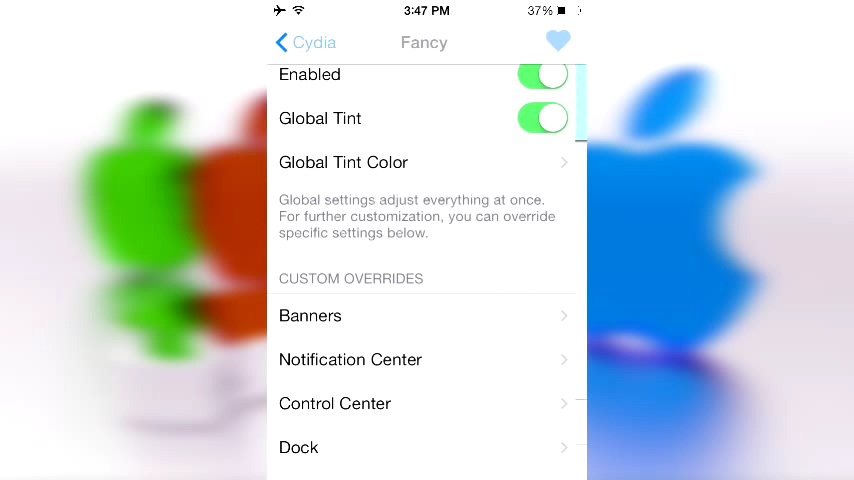 3:47 PM 37%
Cydia Fancy
Enabled
Global Tint
Global Tint Color
Global settings adjust everything at once.
For further customization, you can override
specific settings below.
CUSTOM OVERRIDES
Banners
Notification Center
Control Center
Dock